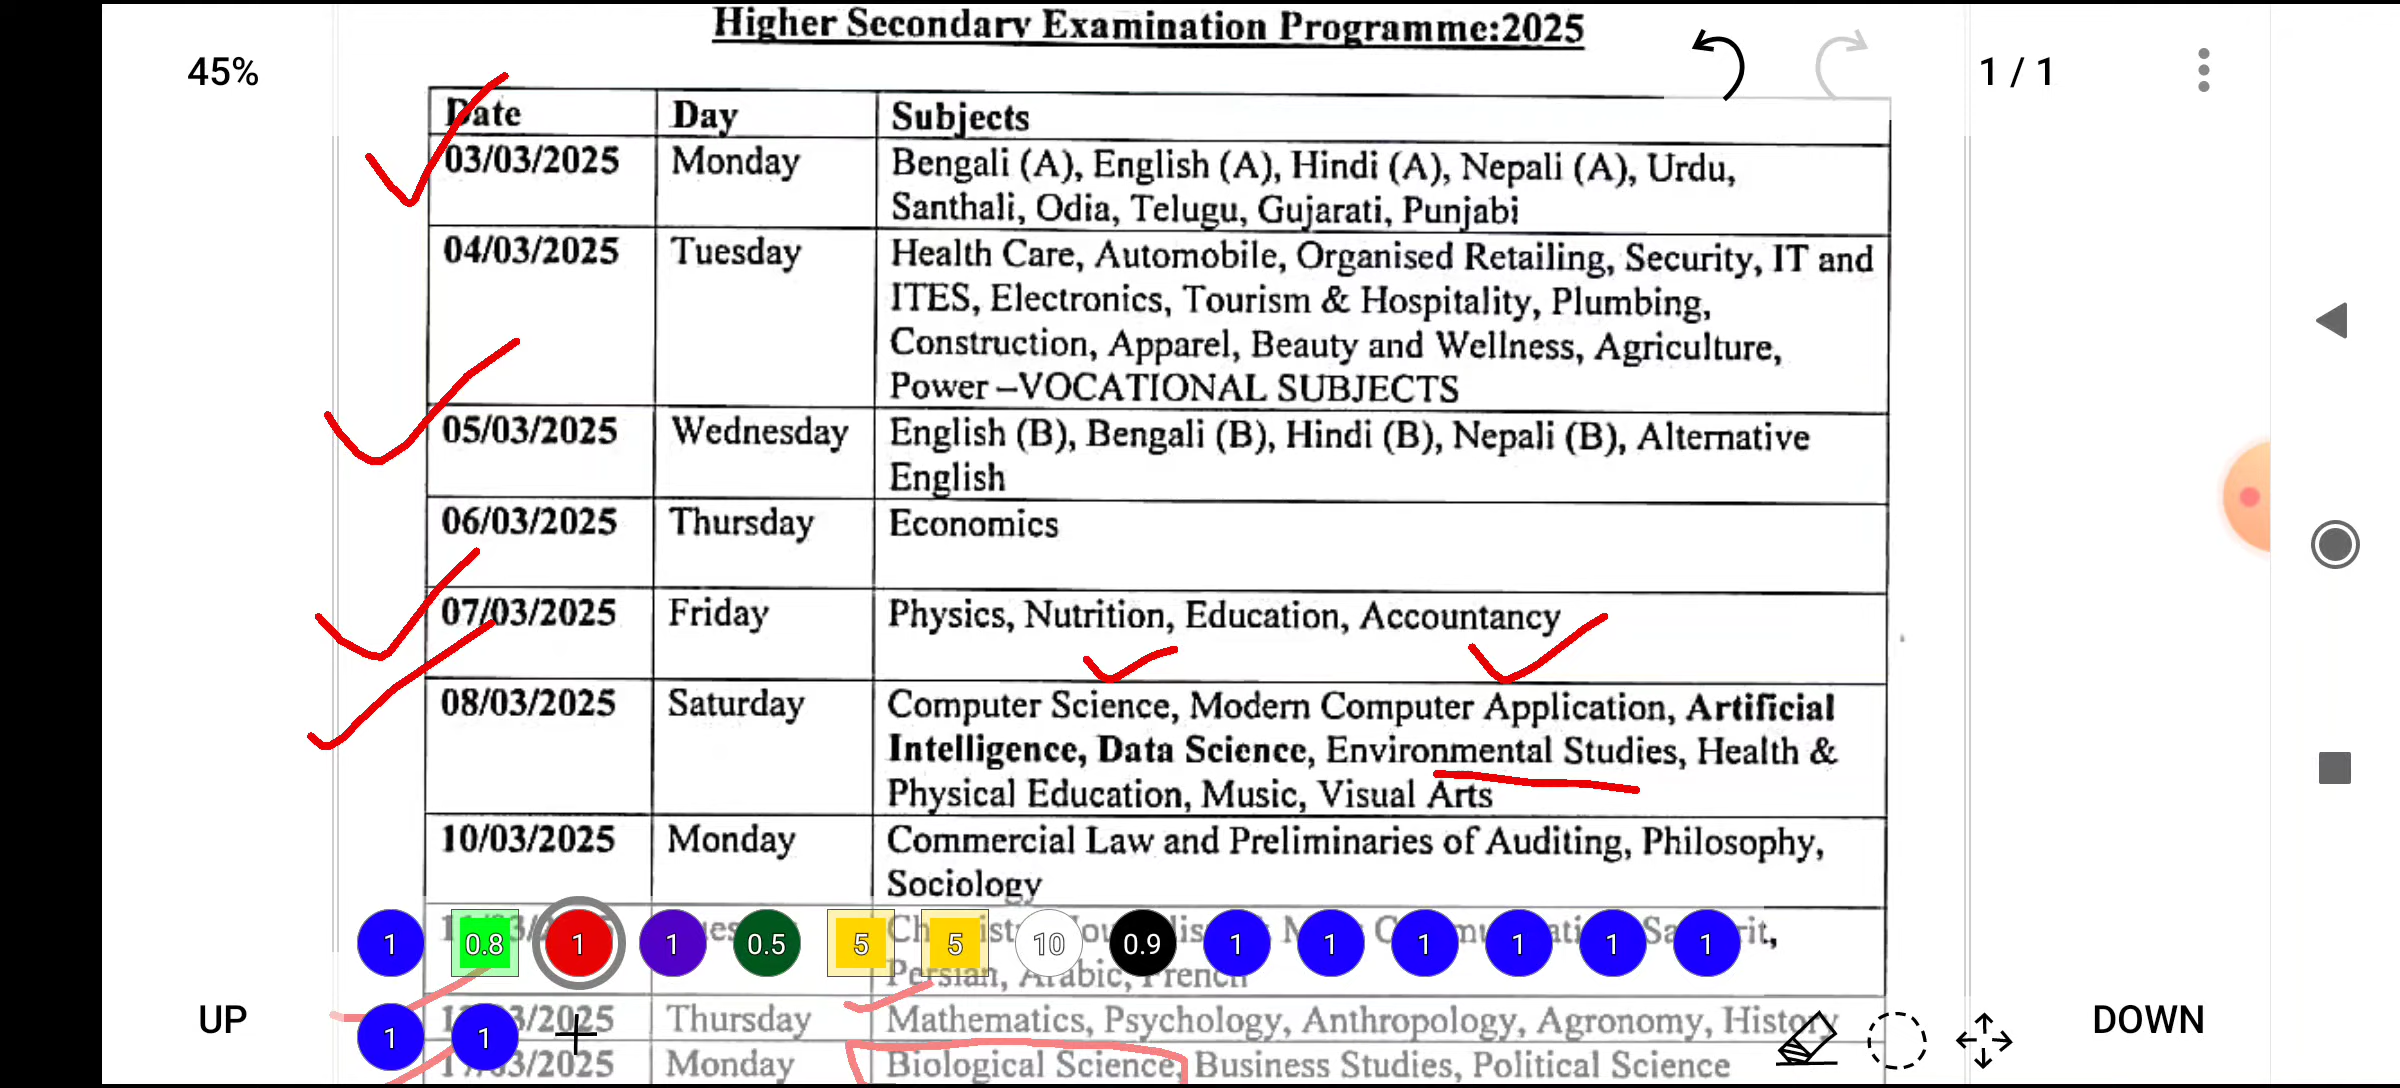 Higher Secondary Examination Programme:2025
45%
1 / 1
Date Day Subjects
03/03/2025 Monday Bengali (A), English (A), Hindi (A), Nepali (A), Urdu,
Santhali, Odia, Telugu, Gujarati, Punjabi
04/03/2025 Tuesday Health Care, Automobile, Organised Retailing, Security, IT and
ITES, Electronics, Tourism & Hospitality, Plumbing,
Construction, Apparel, Beauty and Wellness, Agriculture,
Power –VOCATIONAL SUBJECTS
05/03/2025 Wednesday English (B), Bengali (B), Hindi (B), Nepali (B), Alternative
English
06/03/2025 Thursday Economics
07/03/2025 Friday Physics, Nutrition, Education, Accountancy
08/03/2025 Saturday Computer Science, Modern Computer Application, Artificial
Intelligence, Data Science, Environmental Studies, Health &
Physical Education, Music, Visual Arts
10/03/2025 Monday Commercial Law and Preliminaries of Auditing, Philosophy,
Sociology
1 0.8 1 1 0.5 5 5 10 0.9 1 1 1 1 1 1
Persian, Arabic, French
UP
1 1 +
Thursday Mathematics, Psychology, Anthropology, Agronomy, History
DOWN
Monday Biological Science, Business Studies, Political Science